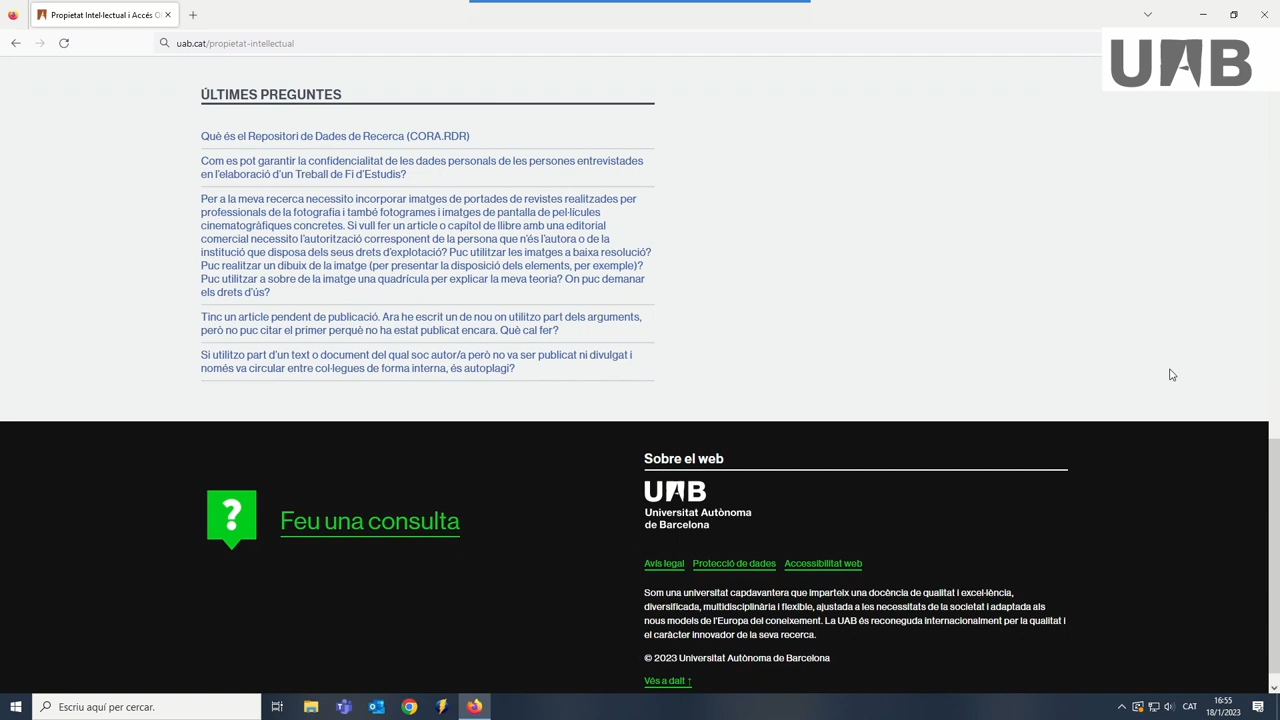 Propietat Intel·lectual i Accés O
uab.cat/propietat-intellectual
UAB
ÚLTIMES PREGUNTES
Què és el Repositori de Dades de Recerca (CORA.RDR)
Com es pot garantir la confidencialitat de les dades personals de les persones entrevistades
en l’elaboració d’un Treball de Fi d’Estudis?
Per a la meva recerca necessito incorporar imatges de portades de revistes realitzades per
professionals de la fotografia i també fotogrames i imatges de pantalla de pel·lícules
cinematogràfiques concretes. Si vull fer un article o capítol de llibre amb una editorial
comercial necessito l’autorització corresponent de la persona que n’és l’autora o de la
institució que disposa dels seus drets d’explotació? Puc utilitzar les imatges a baixa resolució?
Puc realitzar un dibuix de la imatge (per presentar la disposició dels elements, per exemple)?
Puc utilitzar a sobre de la imatge una quadrícula per explicar la meva teoria? On puc demanar
els drets d’ús?
Tinc un article pendent de publicació. Ara he escrit un de nou on utilitzo part dels arguments,
però no puc citar el primer perquè no ha estat publicat encara. Què cal fer?
Si utilitzo part d’un text o document del qual soc autor/a però no va ser publicat ni divulgat i
només va circular entre col·legues de forma interna, és autoplagi?
?
Feu una consulta
Sobre el web
UAB
Universitat Autònoma
de Barcelona
Avís legal Protecció de dades Accessibilitat web
Som una universitat capdavantera que imparteix una docència de qualitat i excel·lència,
diversificada, multidisciplinària i flexible, ajustada a les necessitats de la societat i adaptada als
nous models de l’Europa del coneixement. La UAB és reconeguda internacionalment per la qualitat i
el caràcter innovador de la seva recerca.
© 2023 Universitat Autònoma de Barcelona
Vés a dalt ↑
Escriu aquí per cercar.
CAT
16:55
18/1/2023